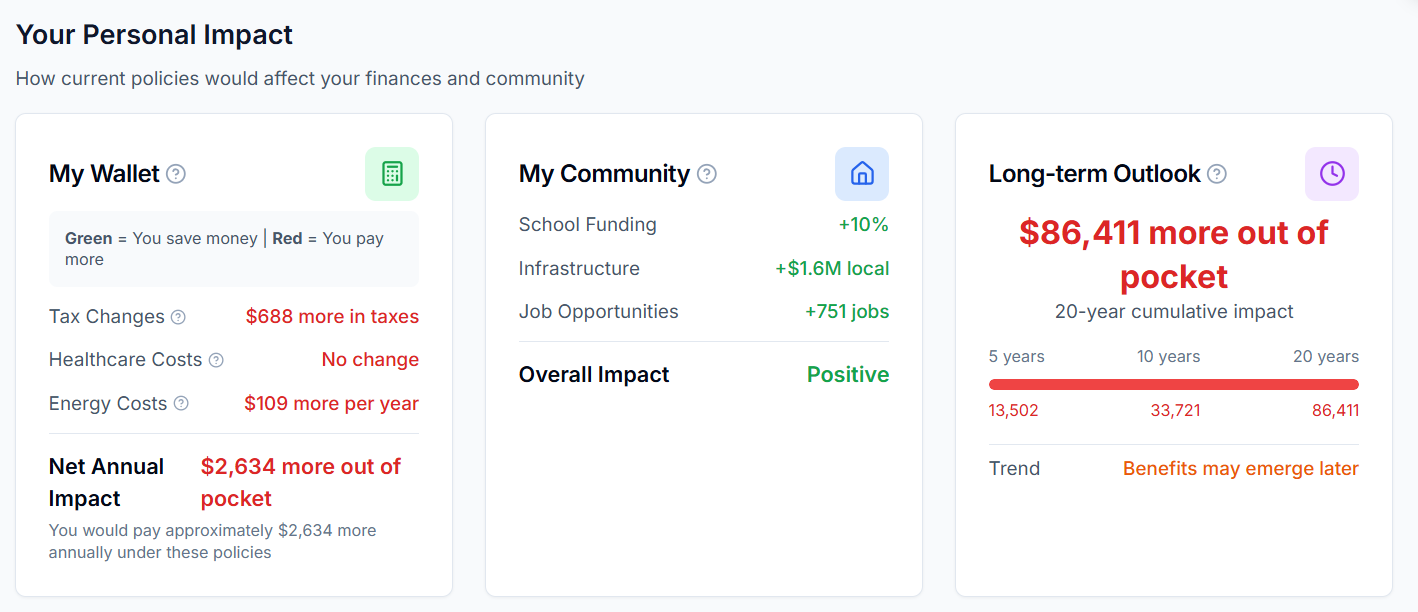 Your Personal Impact
How current policies would affect your finances and community
My Wallet
Green = You save money | Red = You pay
more
Tax Changes $688 more in taxes
Healthcare Costs No change
Energy Costs $109 more per year
Net Annual $2,634 more out of
Impact pocket
You would pay approximately $2,634 more
annually under these policies
My Community
School Funding +10%
Infrastructure +$1.6M local
Job Opportunities +751 jobs
Overall Impact Positive
Long-term Outlook
$86,411 more out of
pocket
20-year cumulative impact
5 years 10 years 20 years
13,502 33,721 86,411
Trend Benefits may emerge later